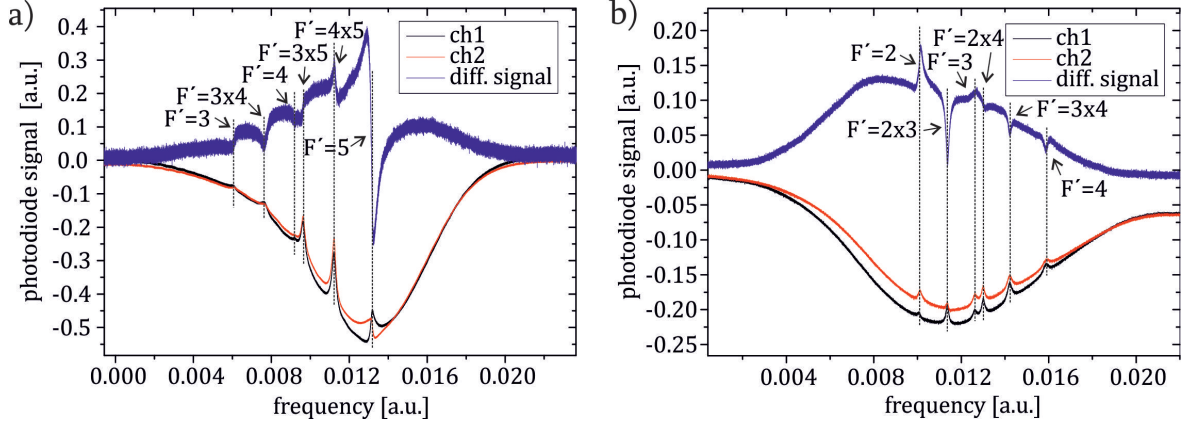 a)
photodiode signal [a.u.]
0.4
0.3
0.2
0.1
0.0
-0.1
-0.2
-0.3
-0.4
-0.5
F´=4x5
F´=3x5
F´=4
F´=3x4
F´=3
F´=5
ch1
ch2
diff. signal
0.000 0.004 0.008 0.012 0.016 0.020
frequency [a.u.]
b)
photodiode signal [a.u.]
0.20
0.15
0.10
0.05
0.00
-0.05
-0.10
-0.15
-0.20
-0.25
F´=2
F´=2x4
F´=3
F´=2x3
F´=3x4
F´=4
ch1
ch2
diff. signal
0.004 0.008 0.012 0.016 0.020
frequency [a.u.]